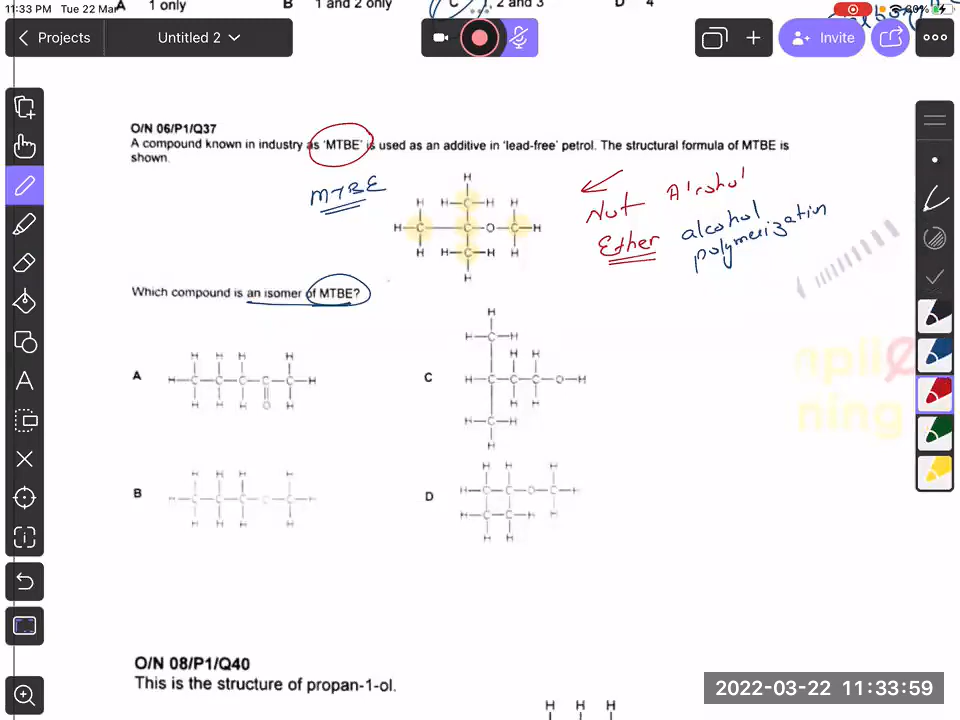 11:33 PM Tue 22 Mar
A 1 only
B 1 and 2 only
C 1, 2 and 3
D 4
80%
Projects
Untitled 2
Invite
O/N 06/P1/Q37
A compound known in industry as 'MTBE' is used as an additive in 'lead-free' petrol. The structural formula of MTBE is
shown.
MTBE
Not Alcohol
Ether
alcohol
polymerization
H
H H—C—H H
H—C—C—O—C—H
H H—C—H H
H
Which compound is an isomer of MTBE?
A
H H H H
H—C—C—C—C—C—H
H H H O H
B
H H H H
H—C—C—C—O—C—H
H H H H
C
H
H—C—H
H H
H—C—C—C—O—H
H H
H—C—H
H
D
H H H
H—C—C—O—C—H
H—C—C—H H
H H
ning
O/N 08/P1/Q40
This is the structure of propan-1-ol.
H H H
2022-03-22 11:33:59